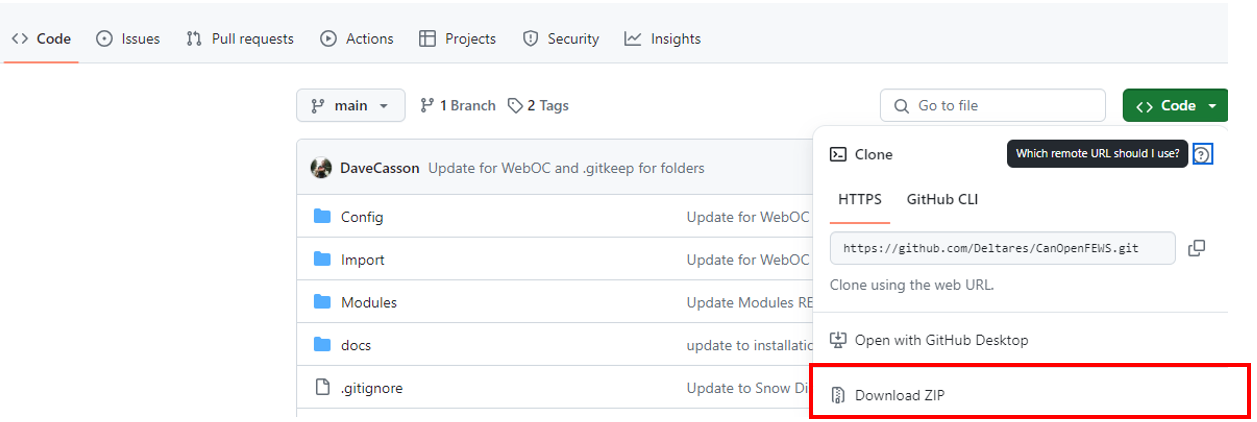 Code Issues Pull requests Actions Projects Security Insights
main 1 Branch 2 Tags Go to file Code
DaveCasson Update for WebOC and .gitkeep for folders
Config Update for WebOC
Import Update for WebOC
Modules Update Modules RE
docs update to installatio
.gitignore Update to Snow Di
Clone Which remote URL should I use?
HTTPS GitHub CLI
https://github.com/Deltares/CanOpenFEWS.git
Clone using the web URL.
Open with GitHub Desktop
Download ZIP